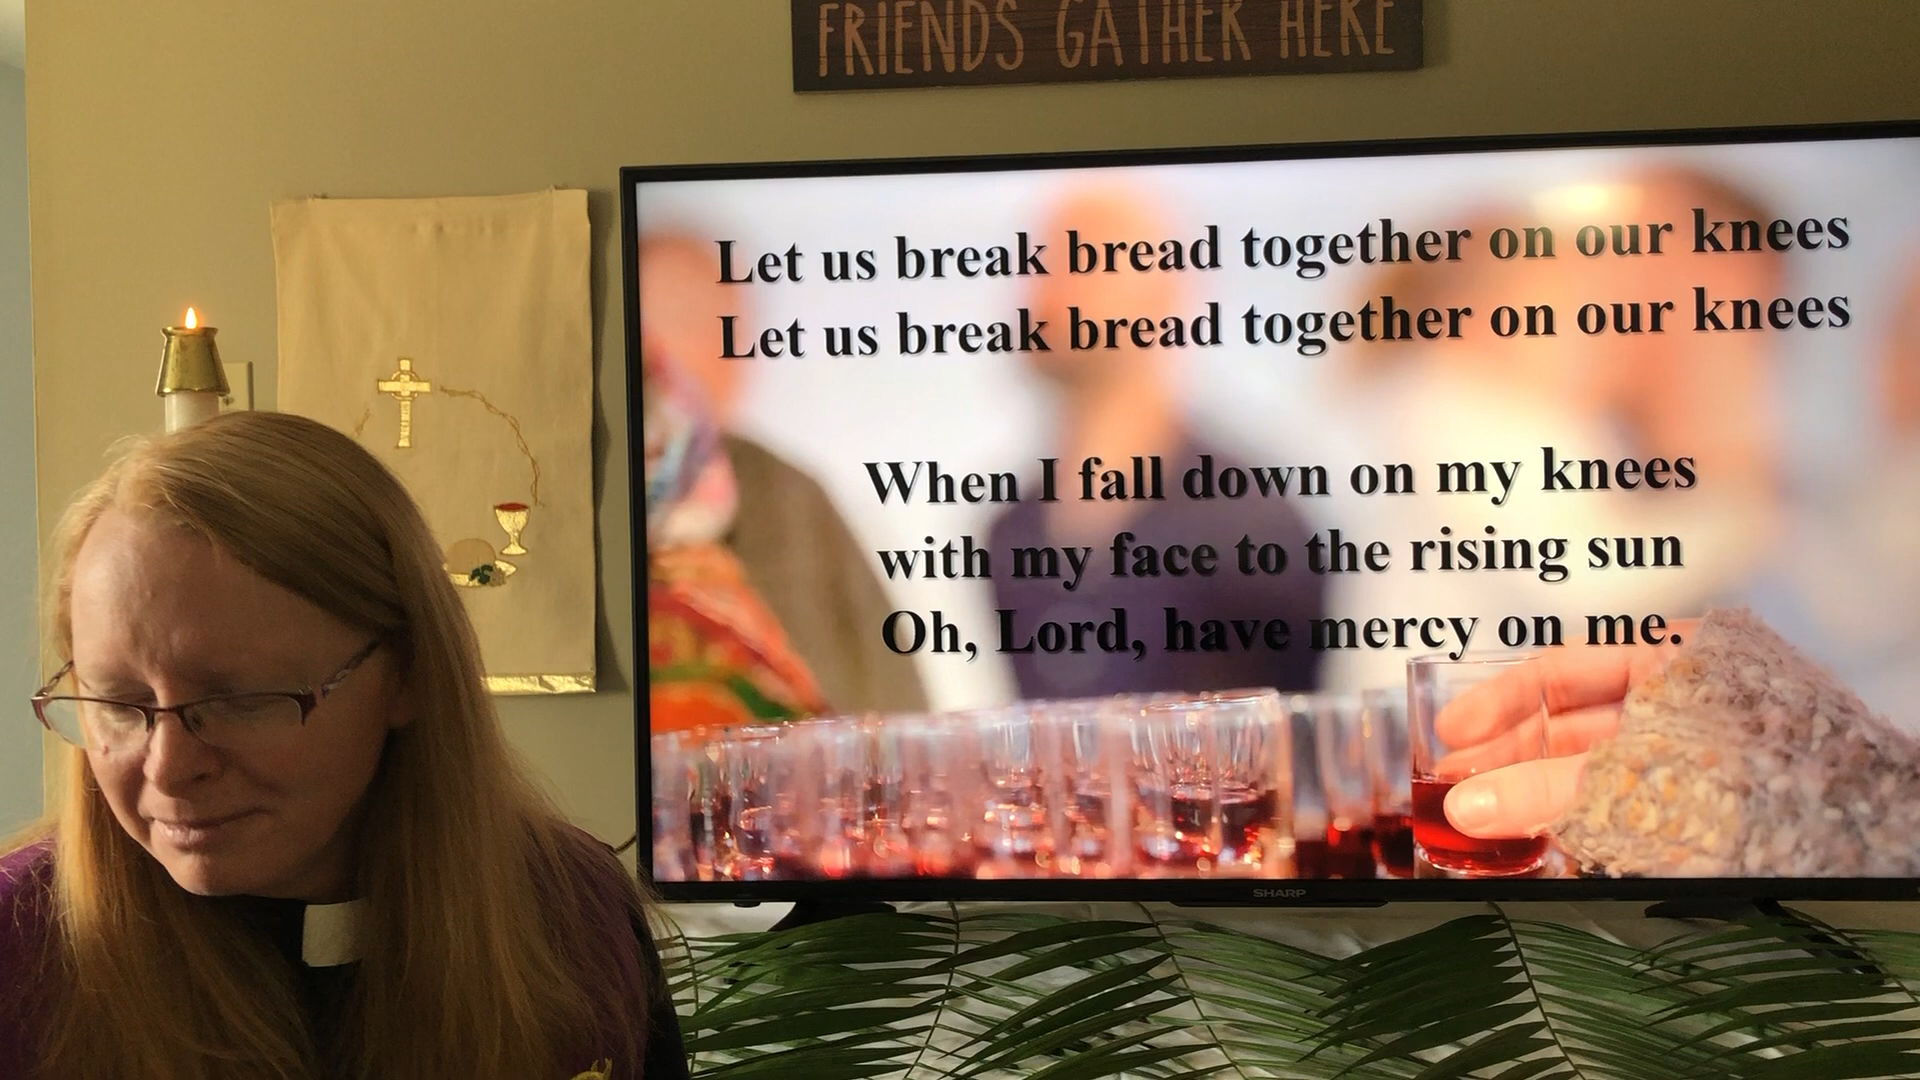 FRIENDS GATHER HERE
Let us break bread together on our knees
Let us break bread together on our knees
When I fall down on my knees
with my face to the rising sun
Oh, Lord, have mercy on me.
SHARP